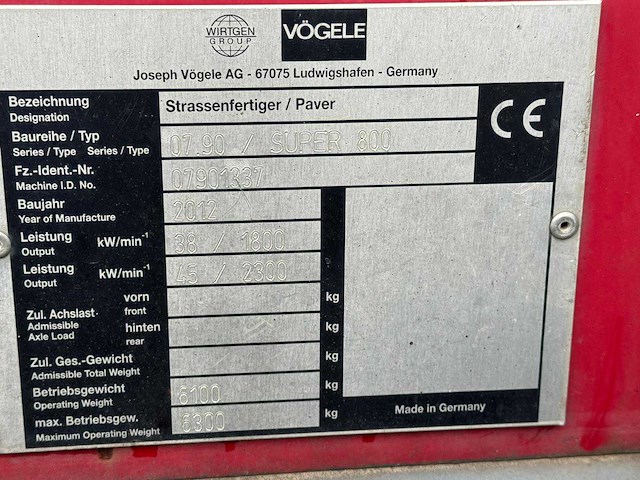 WIRTGEN GROUP
VÖGELE
Joseph Vögele AG - 67075 Ludwigshafen - Germany
Bezeichnung
Designation
Strassenfertiger / Paver
CE
Baureihe / Typ
Series / Type Series / Type
07.90 / SUPER 800
Fz.-Ident.-Nr.
Machine I.D. No.
07901337
Baujahr
Year of Manufacture
2012
Leistung
Output
kW/min⁻¹
38 / 1800
Leistung
Output
kW/min⁻¹
45 / 2300
Zul. Achslast
Admissible
Axle Load
vorn
front
kg
hinten
rear
kg
Zul. Ges.-Gewicht
Admissible Total Weight
kg
Betriebsgewicht
Operating Weight
6100
kg
max. Betriebsgew.
Maximum Operating Weight
6300
kg
Made in Germany